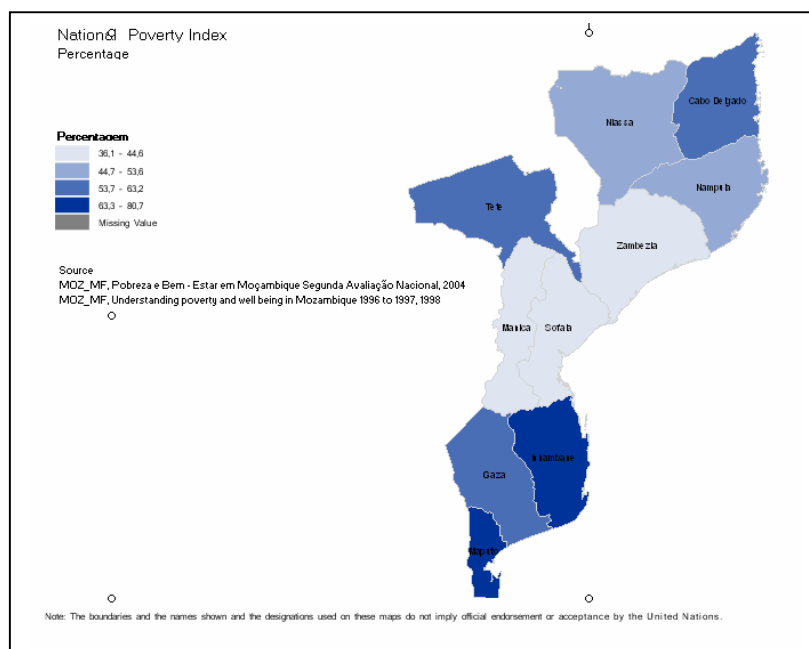 National Poverty Index
Percentage
Percentagem
36,1 - 44,6
44,7 - 53,6
53,7 - 63,2
63,3 - 80,7
Missing Value
Source
MOZ_MF, Pobreza e Bem - Estar em Moçambique Segunda Avaliação Nacional, 2004
MOZ_MF, Understanding poverty and well being in Mozambique 1996 to 1997, 1998
Cabo Delgado
Niassa
Nampula
Tete
Zambezia
Manica
Sofala
Inhambane
Gaza
Maputo
Note: The boundaries and the names shown and the designations used on these maps do not imply official endorsement or acceptance by the United Nations.